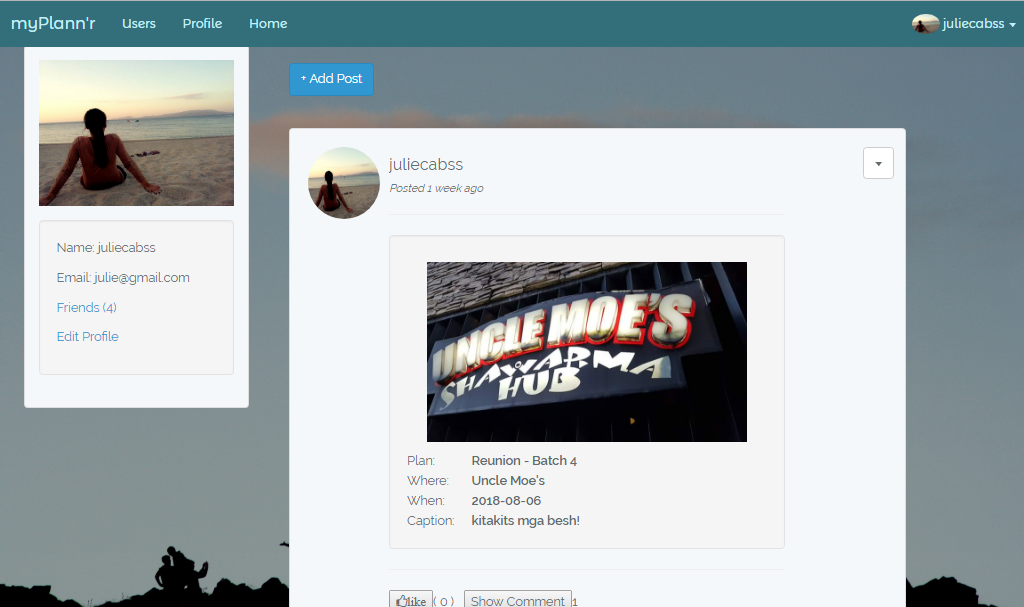 myPlann'r Users Profile Home juliecabss
+ Add Post
Name: juliecabss
Email: julie@gmail.com
Friends (4)
Edit Profile
juliecabss
Posted 1 week ago
UNCLE MOE'S
SHAWARMA
HUB
Plan: Reunion - Batch 4
Where: Uncle Moe's
When: 2018-08-06
Caption: kitakits mga besh!
like ( 0 ) Show Comment 1